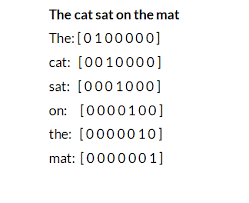 The cat sat on the mat
The: [ 0 1 0 0 0 0 0 ]
cat: [ 0 0 1 0 0 0 0 ]
sat: [ 0 0 0 1 0 0 0 ]
on: [ 0 0 0 0 1 0 0 ]
the: [ 0 0 0 0 0 1 0 ]
mat: [ 0 0 0 0 0 0 1 ]